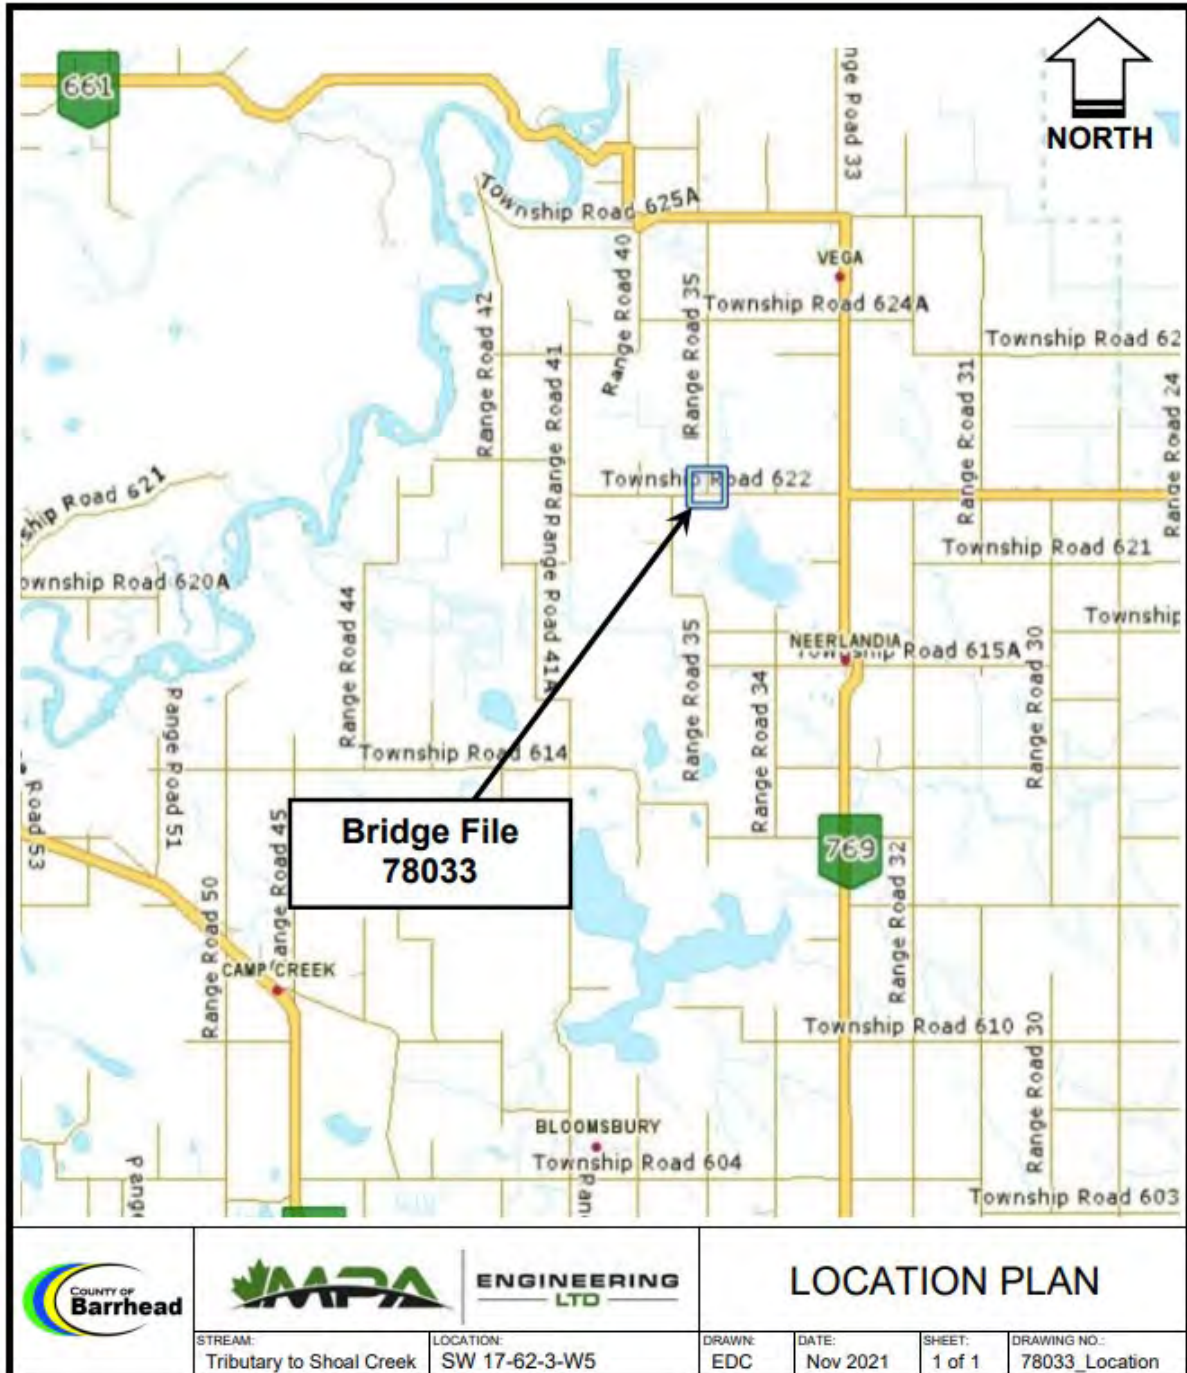 661
NORTH
nge Road 33
Township Road 625A
Range Road 40
VEGA
Range Road 35
Township Road 624A
Range Road 42
Township Road 62
Range Road 41
Range Road 31
Range Road 24
Township Road 622
ship Road 621
Township Road 621
ownship Road 620A
Range Road 41A
Range Road 44
Township
NEERLANDIA
Township Road 615A
Range Road 30
Range Road 35
Range Road 34
Range Road 51
Township Road 614
Road 53
Bridge File
78033
ange Road 45
769
Range Road 32
Range Road 50
CAMP CREEK
Township Road 610
Range Road 30
BLOOMSBURY
Township Road 604
Range
Ran
Township Road 603
COUNTY OF
Barrhead
MPA
ENGINEERING
LTD
LOCATION PLAN
STREAM:
Tributary to Shoal Creek
LOCATION:
SW 17-62-3-W5
DRAWN:
EDC
DATE:
Nov 2021
SHEET:
1 of 1
DRAWING NO.:
78033_Location